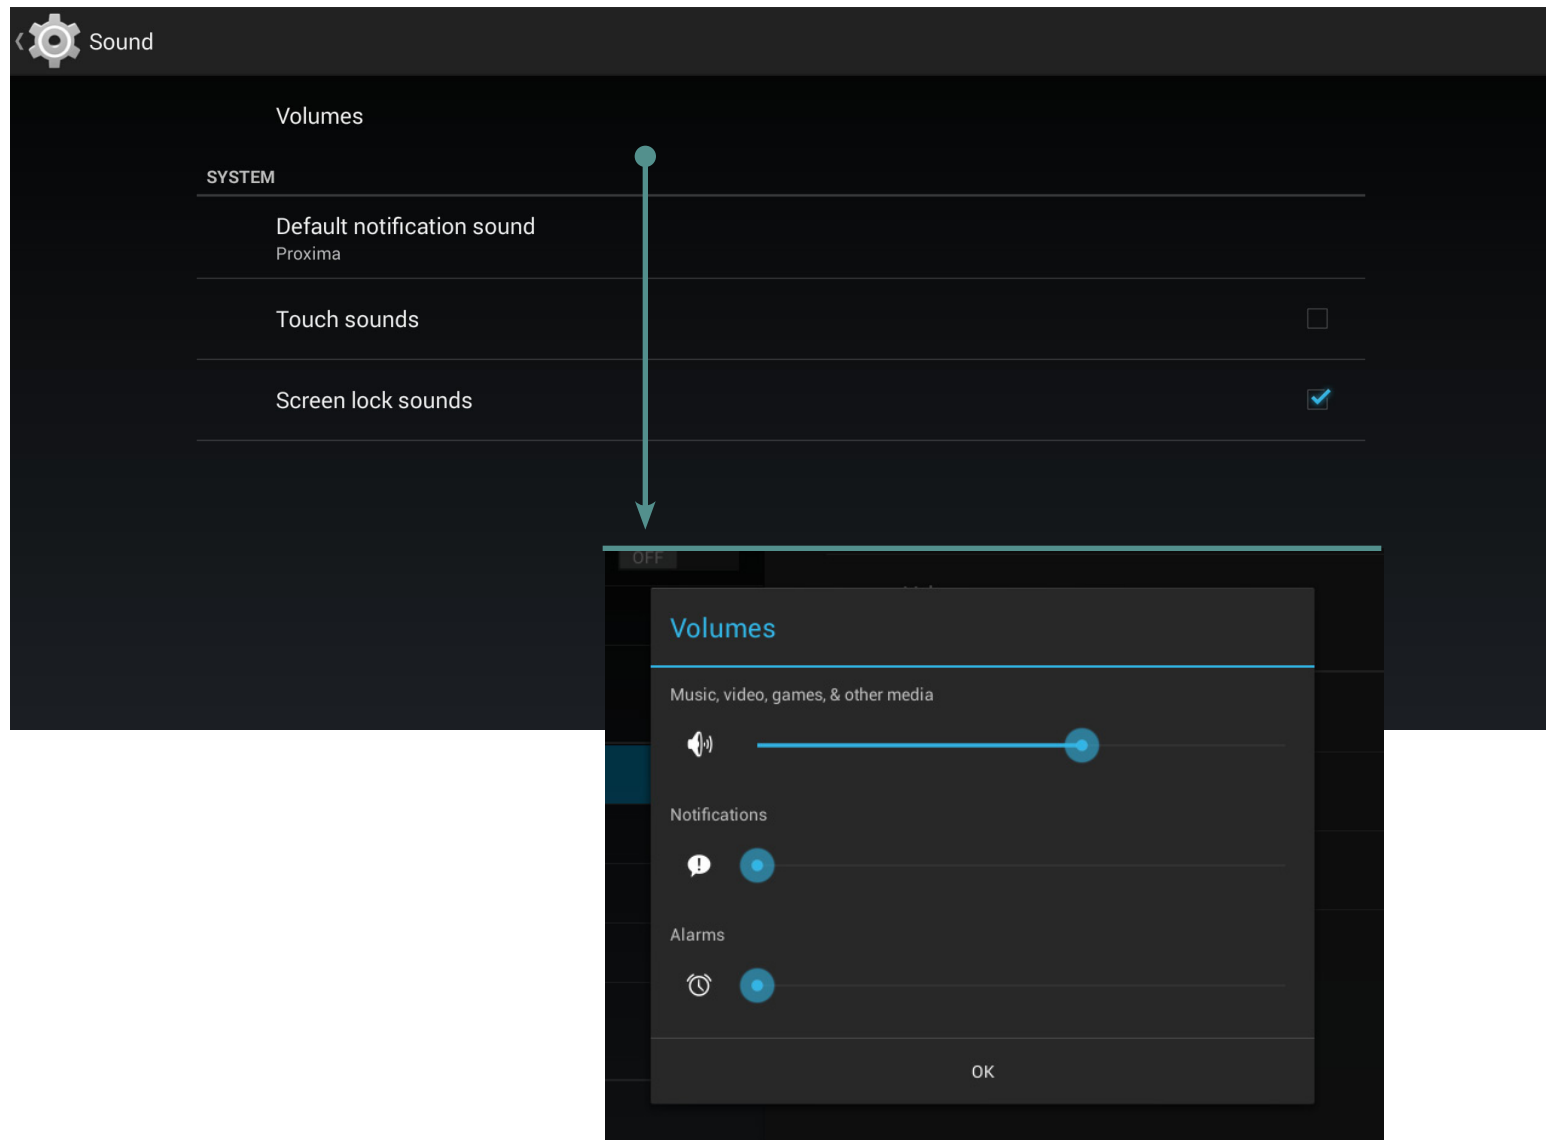 Sound
Volumes
SYSTEM
Default notification sound
Proxima
Touch sounds
Screen lock sounds
OFF
Volumes
Music, video, games, & other media
Notifications
Alarms
OK